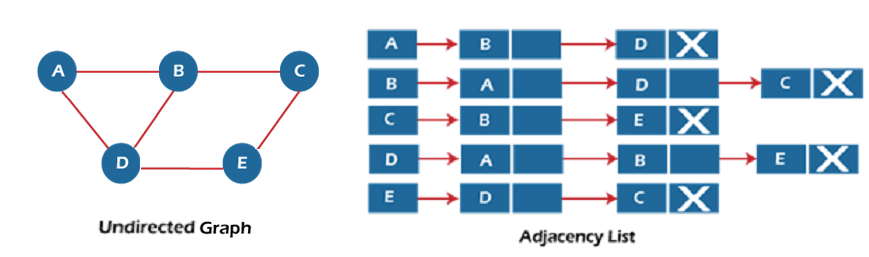 A B C
D E
Undirected Graph
A B D X
B A D C X
C B E X
D A B E X
E D C X
Adjacency List